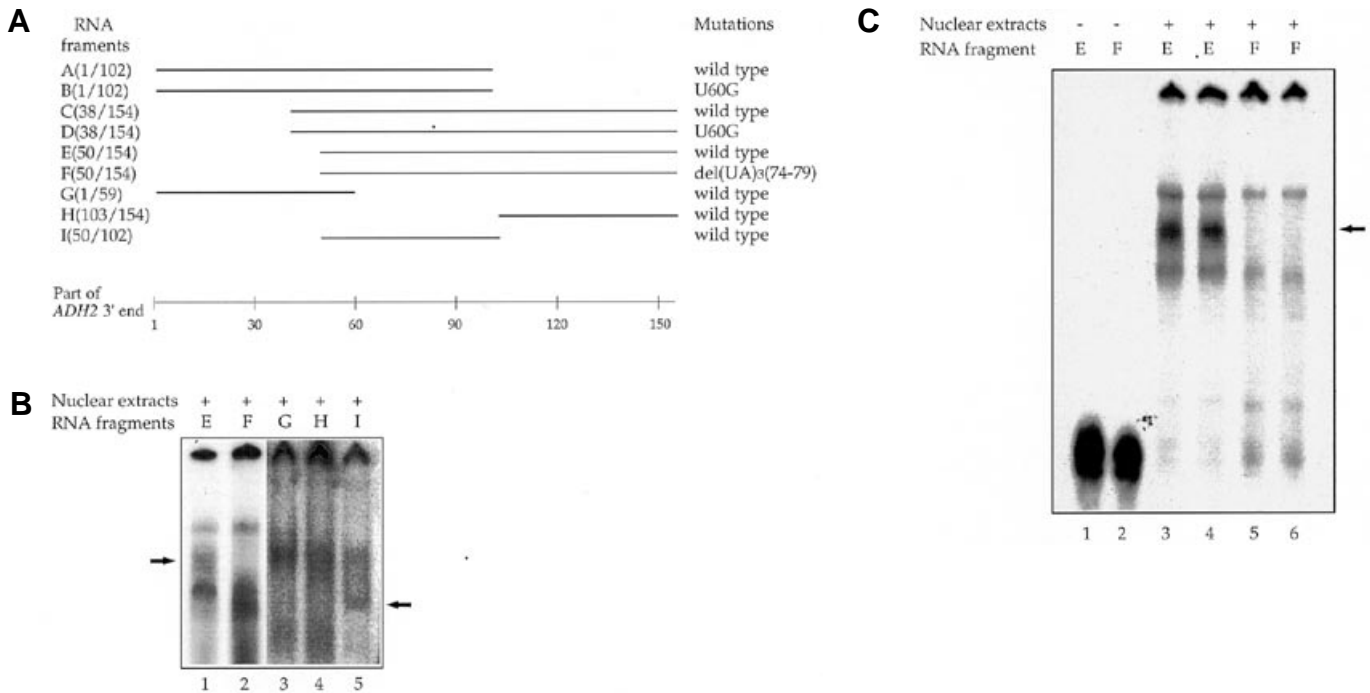 A
RNA
framents
Mutations
A(1/102)
wild type
B(1/102)
U60G
C(38/154)
wild type
D(38/154)
U60G
E(50/154)
wild type
F(50/154)
del(UA)3(74-79)
G(1/59)
wild type
H(103/154)
wild type
I(50/102)
wild type
Part of
ADH2 3' end
1 30 60 90 120 150
B
Nuclear extracts + + + + +
RNA fragments E F G H I
1 2 3 4 5
C
Nuclear extracts - - + + + +
RNA fragment E F E E F F
1 2 3 4 5 6